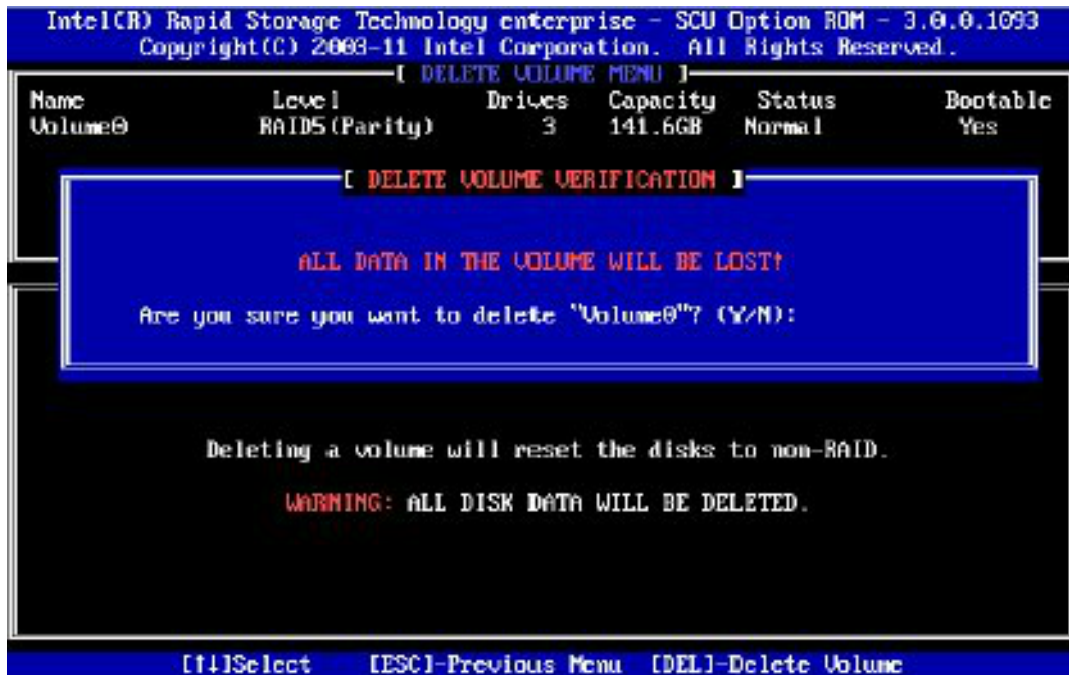 Intel(R) Rapid Storage Technology enterprise - SCU Option ROM - 3.0.0.1093
Copyright(C) 2003-11 Intel Corporation. All Rights Reserved.
[ DELETE VOLUME MENU ]
Name Level Drives Capacity Status Bootable
Volume0 RAID5(Parity) 3 141.6GB Normal Yes
[ DELETE VOLUME VERIFICATION ]
ALL DATA IN THE VOLUME WILL BE LOST!
Are you sure you want to delete "Volume0"? (Y/N):
Deleting a volume will reset the disks to non-RAID.
WARNING: ALL DISK DATA WILL BE DELETED.
[↑↓]Select [ESC]-Previous Menu [DEL]-Delete Volume